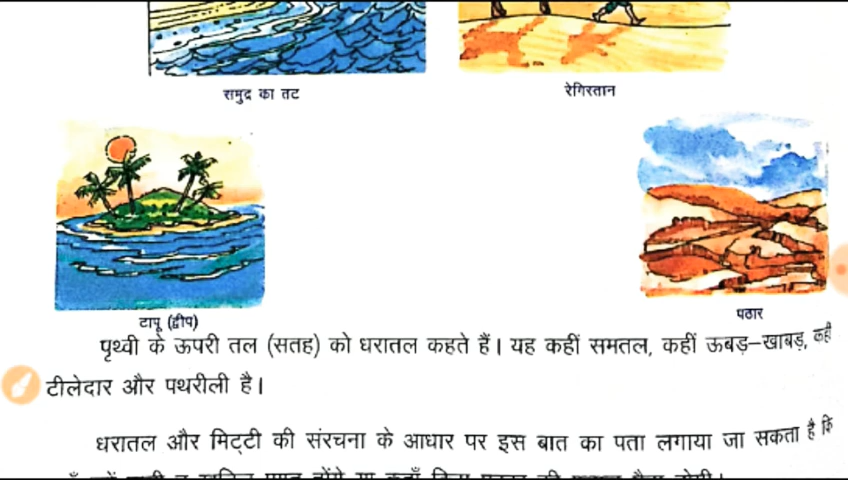 समुद्र का तट
रेगिस्तान
टापू (द्वीप)
पठार
पृथ्वी के ऊपरी तल (सतह) को धरातल कहते हैं। यह कहीं समतल, कहीं ऊबड़-खाबड़, कहीं
टीलेदार और पथरीली है।
धरातल और मिट्टी की संरचना के आधार पर इस बात का पता लगाया जा सकता है कि